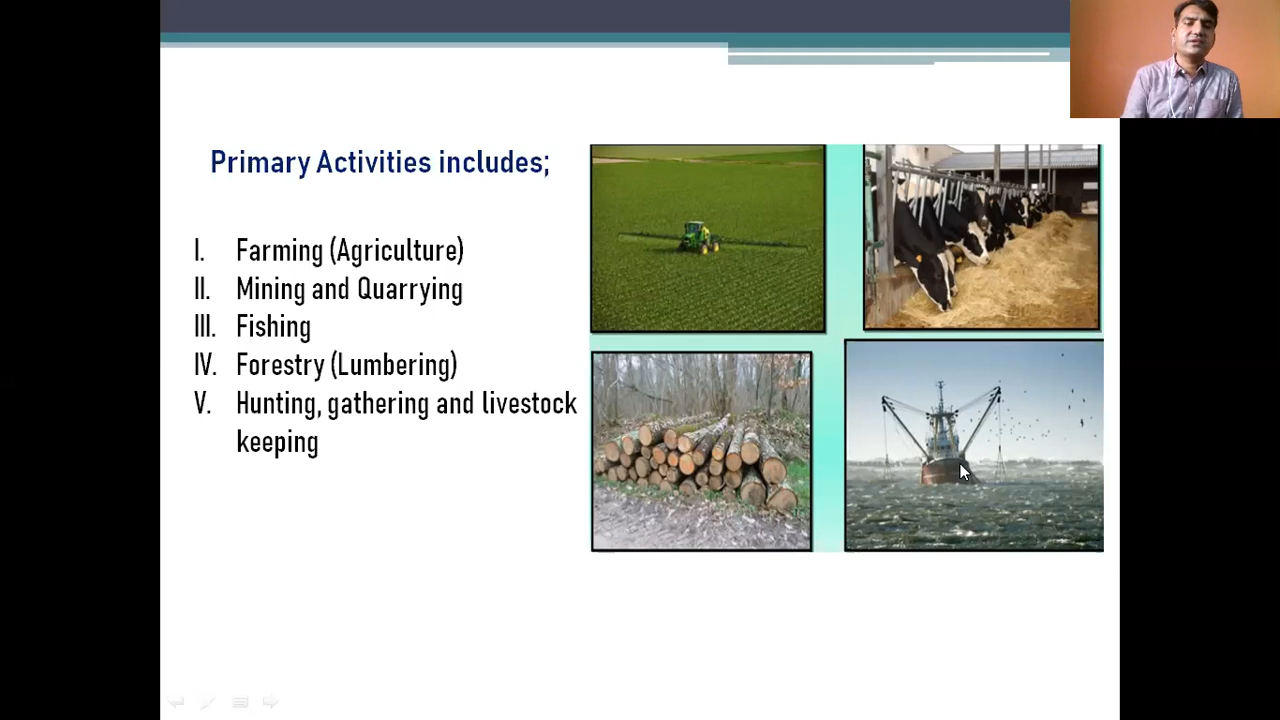 Primary Activities includes;
I. Farming (Agriculture)
II. Mining and Quarrying
III. Fishing
IV. Forestry (Lumbering)
V. Hunting, gathering and livestock
keeping